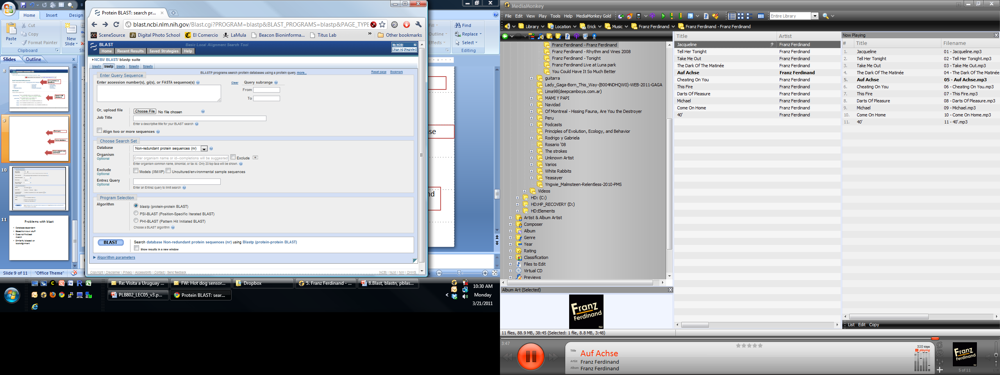 Home Insert Design
Cut
Copy
Format Painter
Paste
New
Slide
Clipboard
Slides Outline
8
9
10
11
Problems with blast
Database dependent
Biased to known stuff
Does not find best
match
Similarity is based on
local alignment
Slide 9 of 11 "Office Theme"
Protein BLAST: search pr...
blast.ncbi.nlm.nih.gov/Blast.cgi?PROGRAM=blastp&BLAST_PROGRAMS=blastp&PAGE_TYPE
SceneSource Digital Photo School El Comercio LaMula Beacon Bioninforma... Titus Lab » Other bookmarks
BLAST Basic Local Alignment Search Tool
My NCBI
[Sign In] [Register]
Home Recent Results Saved Strategies Help
NCBI/ BLAST/ blastp suite
blastn blastp blastx tblastn tblastx
Enter Query Sequence
BLASTP programs search protein databases using a protein query. more...
Reset page Bookmark
Enter accession number(s), gi(s), or FASTA sequence(s)
Clear
Query subrange
From
To
Or, upload file Choose File No file chosen
Job Title
Enter a descriptive title for your BLAST search
Align two or more sequences
Choose Search Set
Database Non-redundant protein sequences (nr)
Organism
Optional
Enter organism name or id--completions will be suggested Exclude +
Enter organism common name, binomial, or tax id. Only 20 top taxa will be shown.
Exclude
Optional
Models (XM/XP) Uncultured/environmental sample sequences
Entrez Query
Optional
Enter an Entrez query to limit search
Program Selection
Algorithm
blastp (protein-protein BLAST)
PSI-BLAST (Position-Specific Iterated BLAST)
PHI-BLAST (Pattern Hit Initiated BLAST)
Choose a BLAST algorithm
BLAST
Search database Non-redundant protein sequences (nr) using Blastp (protein-protein BLAST)
Show results in a new window
Algorithm parameters
Copyright | Disclaimer | Privacy | Accessibility | Contact | Send feedback
NCBI | NLM | NIH | DHHS
Fill
Outline
Effects
Find
Replace
Select
Editing
se
nd
Re: Visita a Uruguay ...
FW: Hot dog sensor...
Dropbox
5. Franz Ferdinand - ...
8.Blast, blastn, pblas...
PLB802_LEC05_v3.p...
Protein BLAST: sear...
10:30 AM
Monday
3/21/2011
MediaMonkey
File Edit View Play Tools Help MediaMonkey Gold
Entire Library
Library Location Erick Music Franz Ferdinand Franz Ferdinand - Franz Ferdinand
Franz Ferdinand - Franz Ferdinand
Franz Ferdinand - Rhythm and Vines 2008
Franz Ferdinand - Tonight
Franz Ferdinand Live at Luna park
You Could Have It So Much Better
guitarra
Lady_Gaga-Born_This_Way-(B004NDHQW0)-WEB-2011-GAGA
Lima98(deepcamboya.com.ar)
MAMI Y PAPI
Navidad
Of Montreal - Hissing Fauna, Are You the Destroyer
Peru
Podcasts
Principles of Evolution, Ecology, and Behavior
Rodrigo y Gabriela
Rosario '08
The strokes
Unknown Artist
Varios
White Rabbits
Yeasayer
Yngwie_Malmsteen-Relentless-2010-PMS
Videos
HD: (C:)
HD:HP_RECOVERY (D:)
HD:Elements
Artist & Album Artist
Composer
Album
Genre
Year
Rating
Classification
Files to Edit
Virtual CD
Previews
Album Art (Selected)
Franz
Ferdinand
Title Artist
Jacqueline Franz Ferdinand
Tell Her Tonight Franz Ferdinand
Take Me Out Franz Ferdinand
The Dark Of The Matinée Franz Ferdinand
Auf Achse Franz Ferdinand
Cheating On You Franz Ferdinand
This Fire Franz Ferdinand
Darts Of Pleasure Franz Ferdinand
Michael Franz Ferdinand
Come On Home Franz Ferdinand
40' Franz Ferdinand
Now Playing
# Title Filename
1. Jacqueline 01 - Jacqueline.mp3
2. Tell Her Tonight 02 - Tell Her Tonight.mp3
3. Take Me Out 03 - Take Me Out.mp3
4. The Dark Of The Matinée 04 - The Dark Of The Matinée
5. Auf Achse 05 - Auf Achse.mp3
6. Cheating On You 06 - Cheating On You.mp3
7. This Fire 07 - This Fire.mp3
8. Darts Of Pleasure 08 - Darts Of Pleasure.mp3
9. Michael 09 - Michael.mp3
10. Come On Home 10 - Come On Home.mp3
11. 40' 11 - 40'.mp3
List Edit Copy
11 files, 88.9 MB, 38:45 (Selected: 1 file, 8.8 MB, 3:48)
3:47
Title Auf Achse
Artist Franz Ferdinand
Album Franz Ferdinand
320 kbps
playing
Franz
Ferdinand
5 of 11